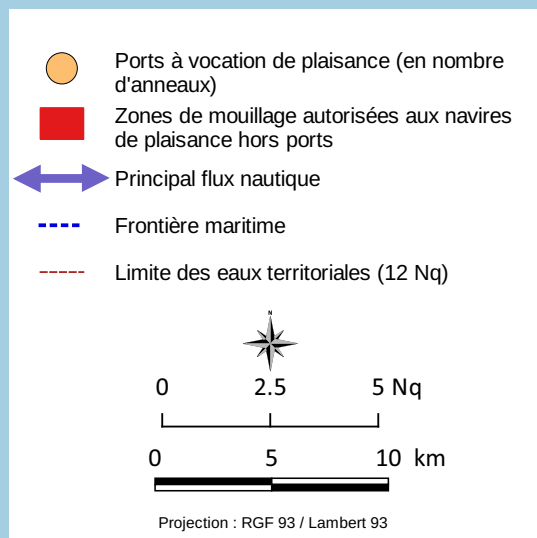 Ports à vocation de plaisance (en nombre
d'anneaux)
Zones de mouillage autorisées aux navires
de plaisance hors ports
Principal flux nautique
Frontière maritime
Limite des eaux territoriales (12 Nq)
N
0 2.5 5 Nq
0 5 10 km
Projection : RGF 93 / Lambert 93